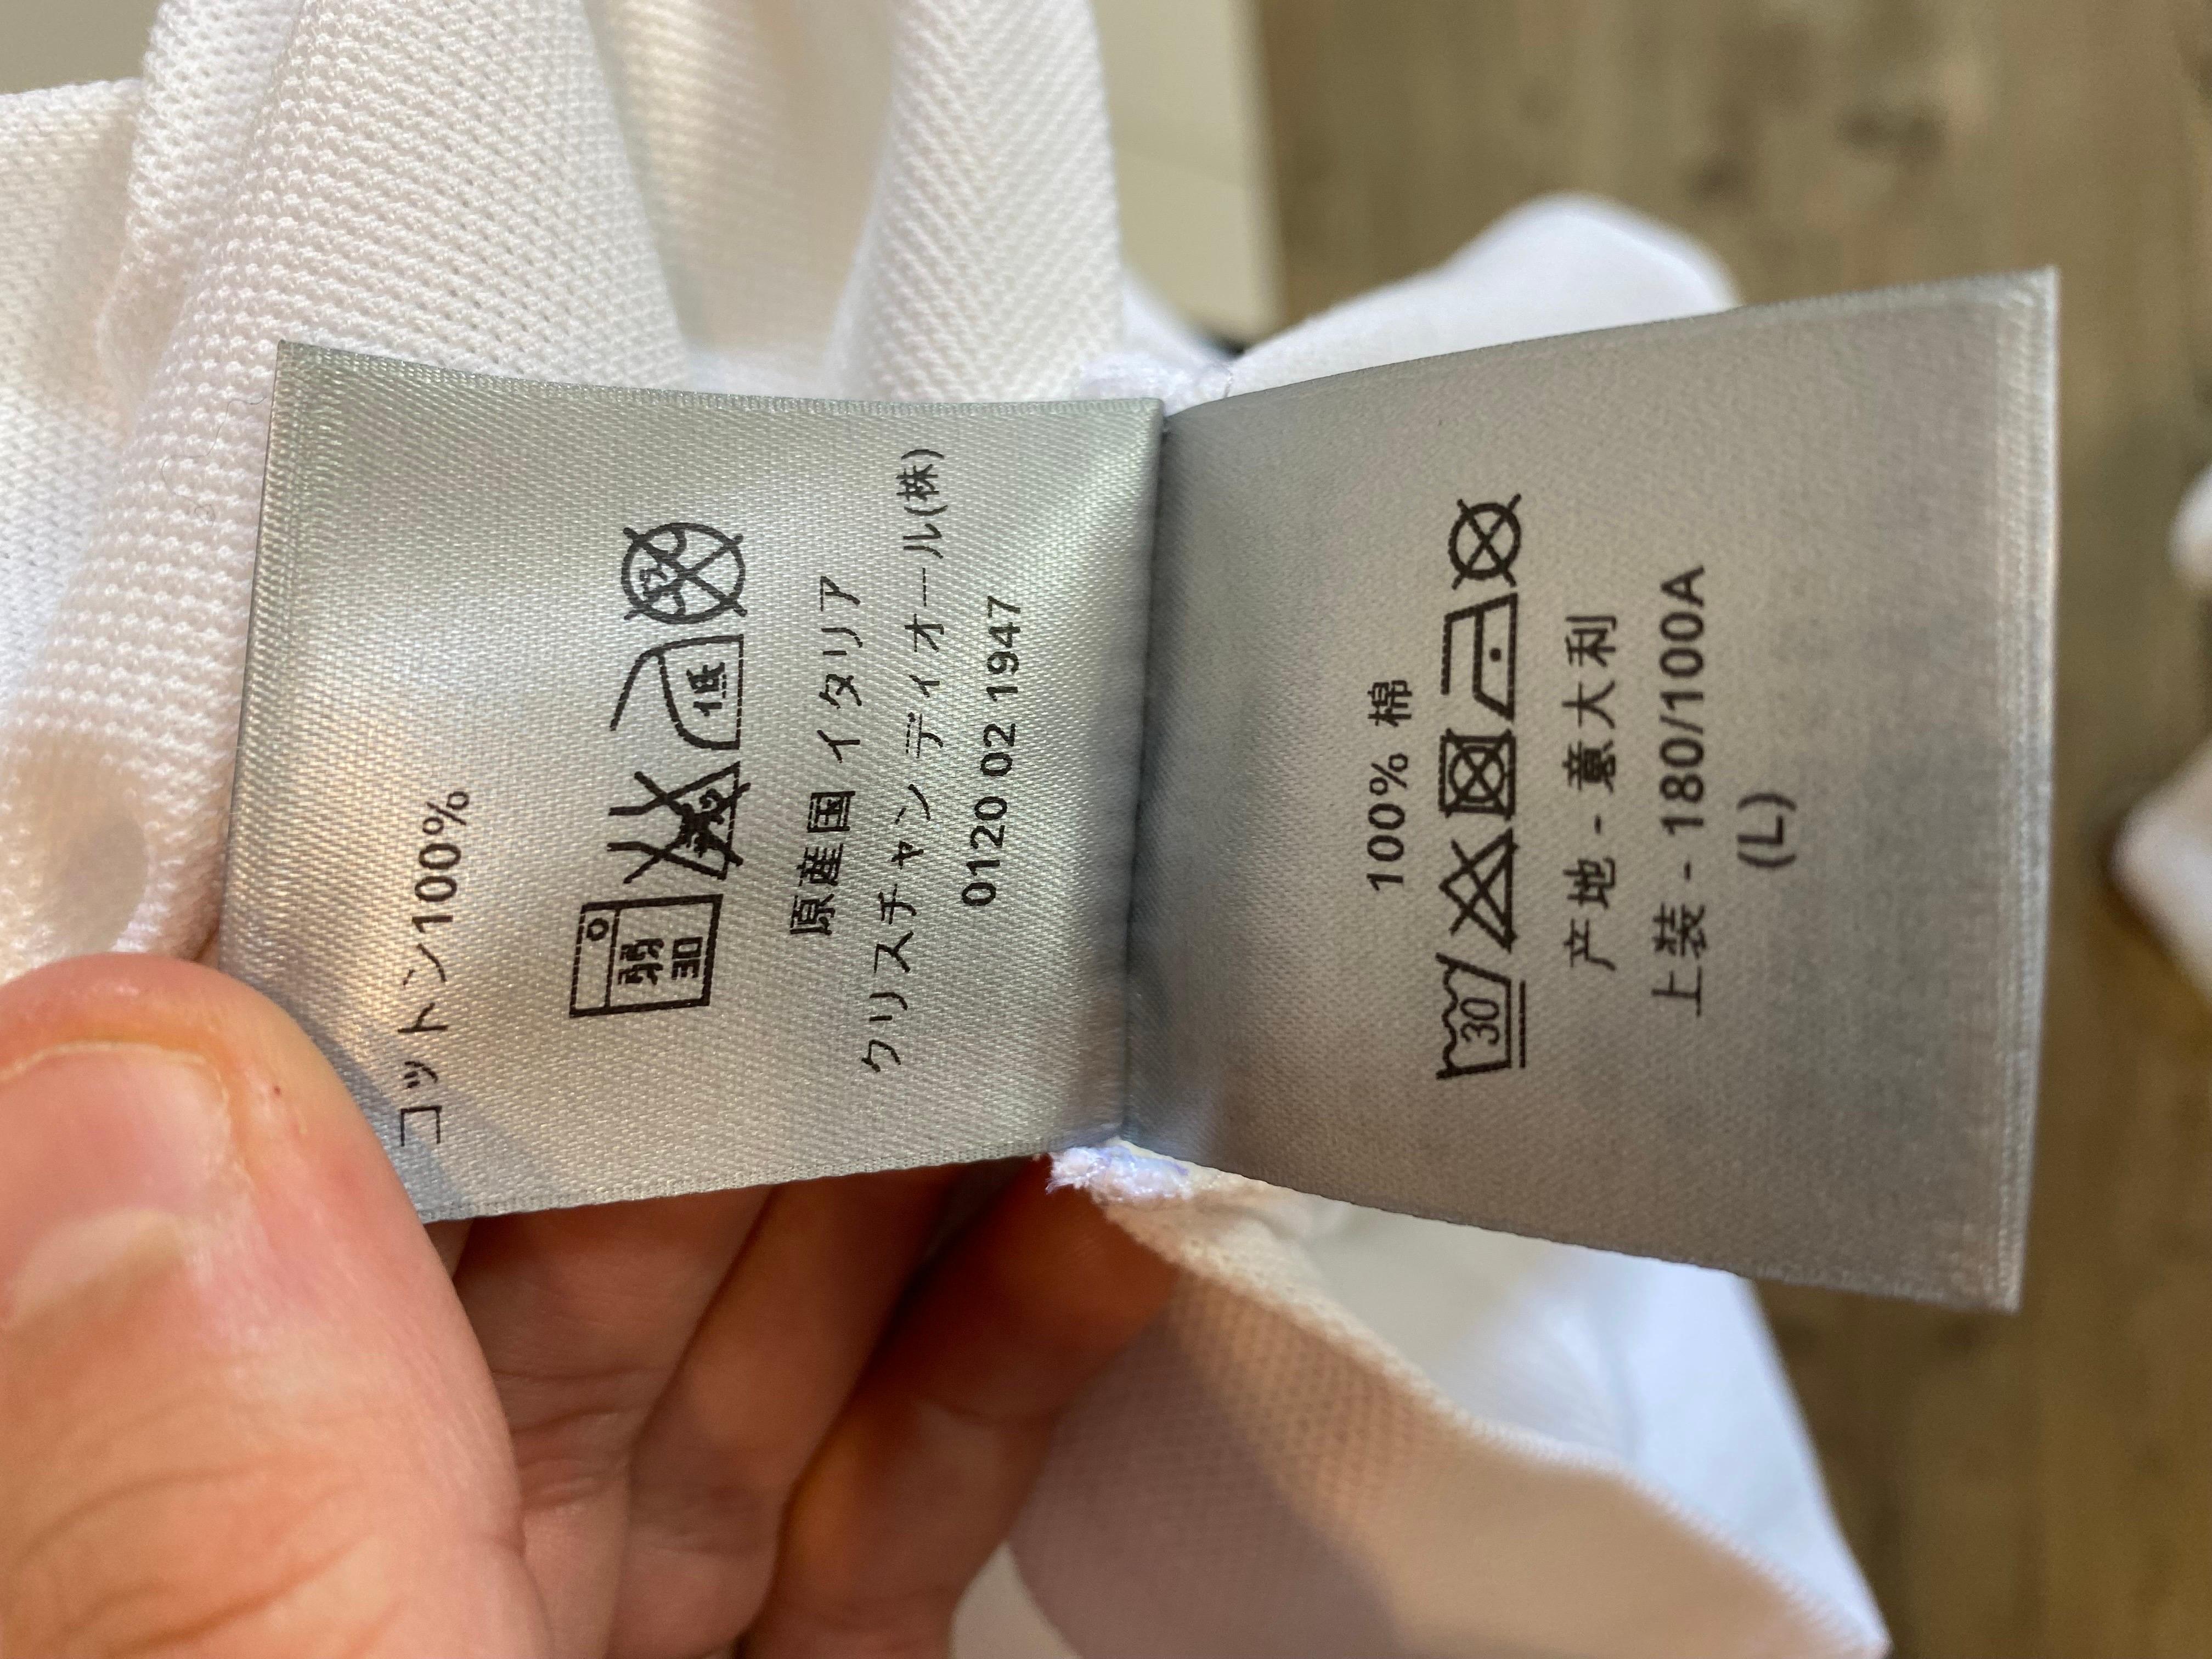 コットン100%
弱
30
低
原産国 イタリア
クリスチャン ディオール(株)
0120 02 1947
100% 棉
30
产地 - 意大利
上装 - 180/100A
(L)